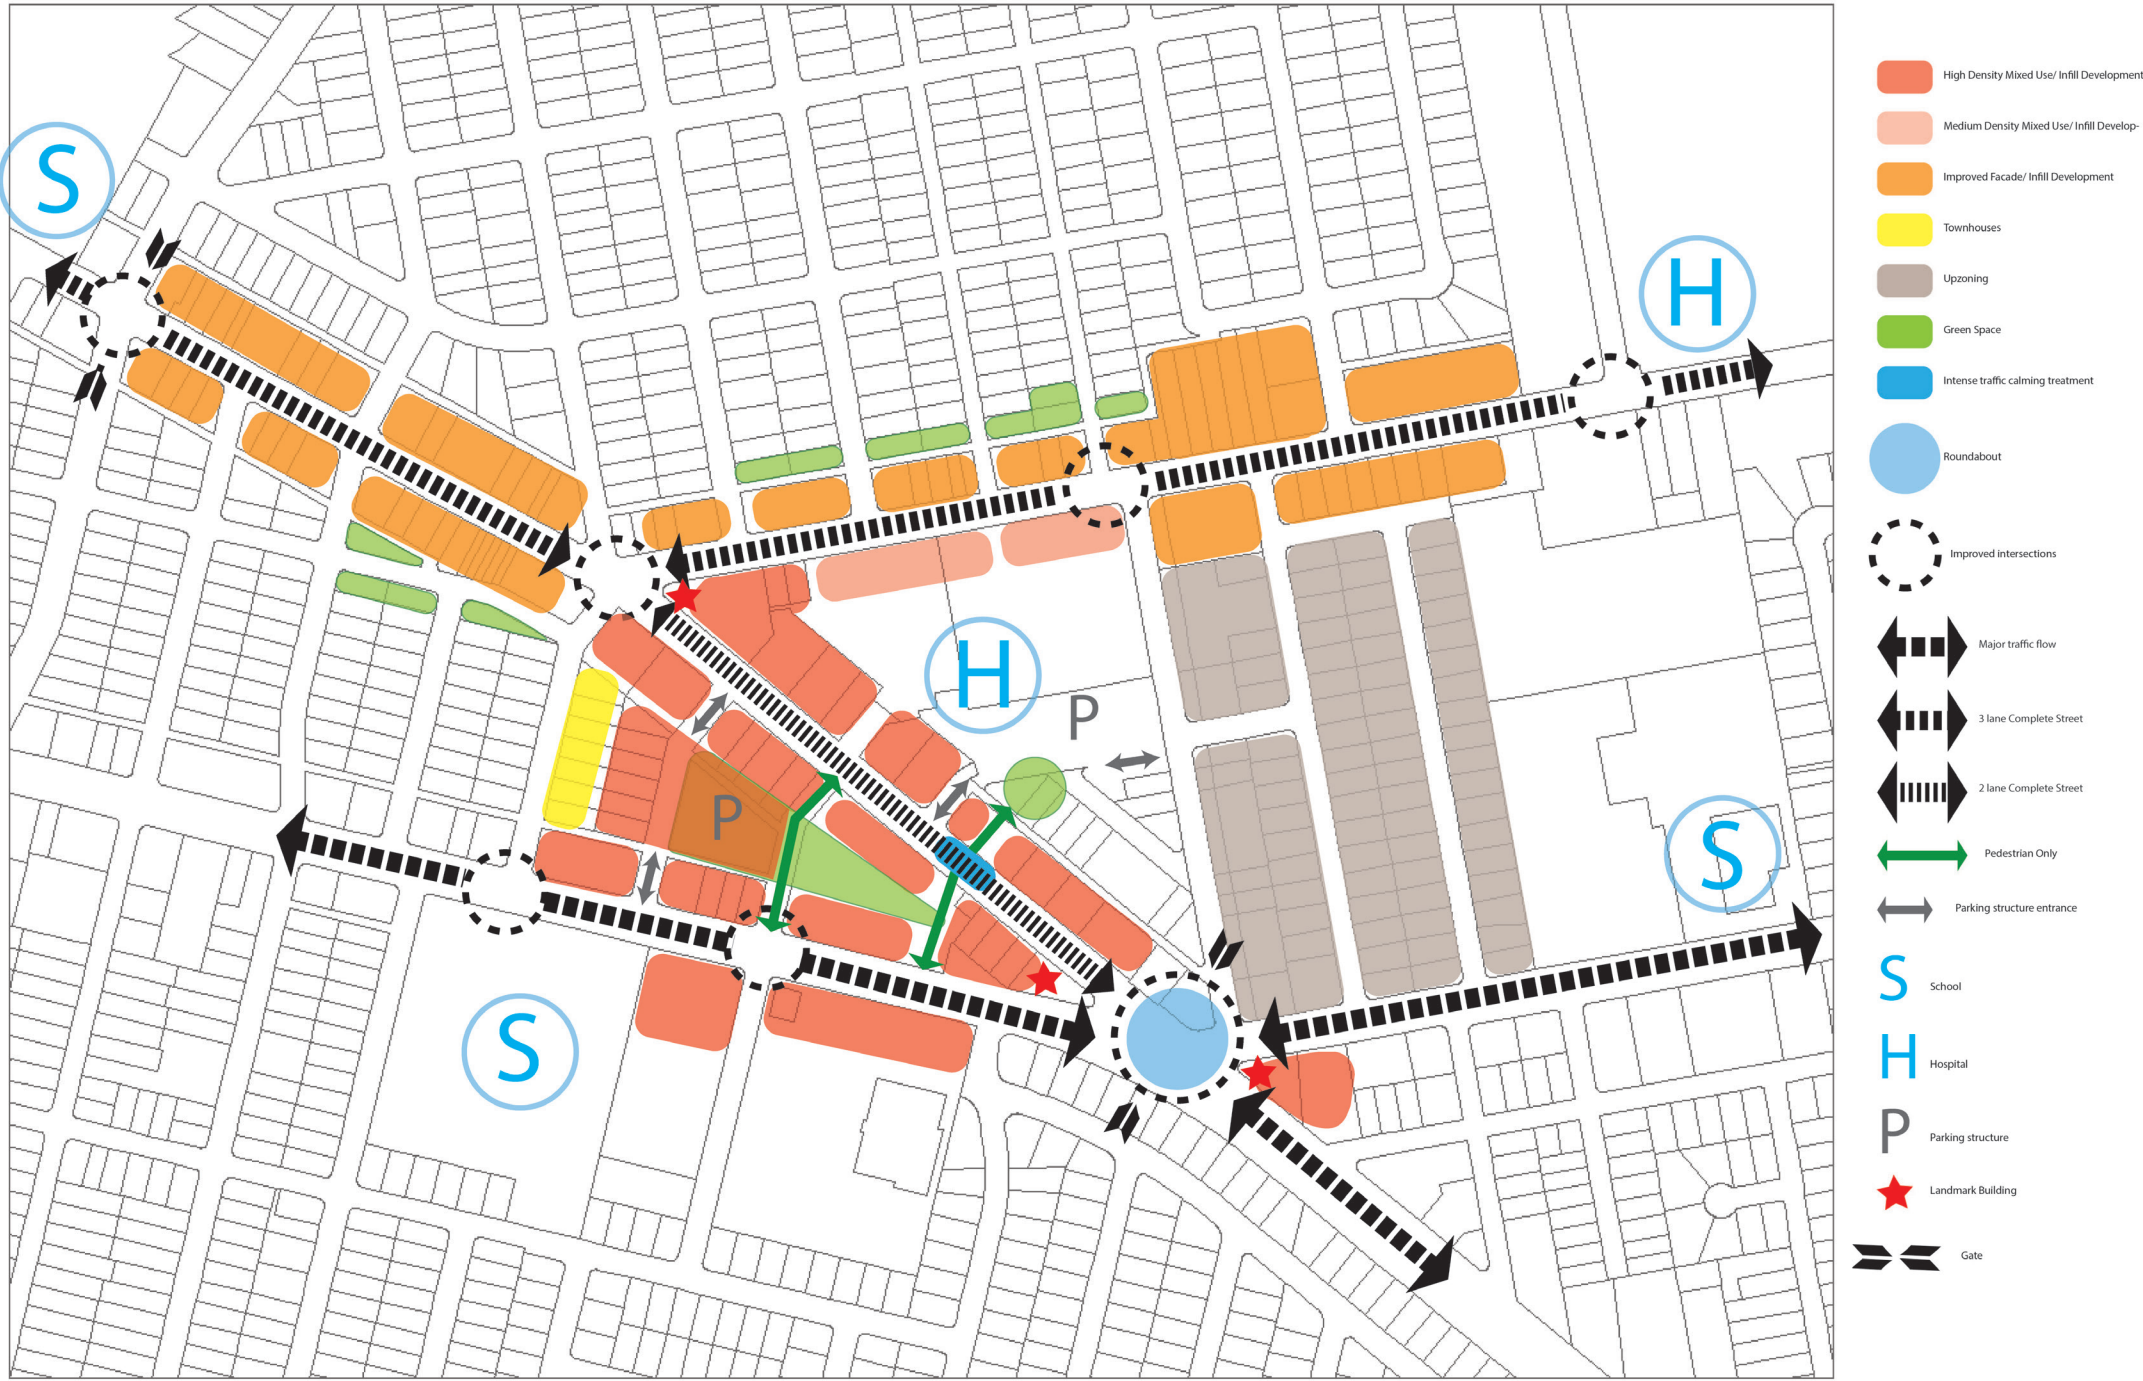 S
H
H
P
P
S
S
High Density Mixed Use/ Infill Development
Medium Density Mixed Use/ Infill Develop-
Improved Facade/ Infill Development
Townhouses
Upzoning
Green Space
Intense traffic calming treatment
Roundabout
Improved intersections
Major traffic flow
3 lane Complete Street
2 lane Complete Street
Pedestrian Only
Parking structure entrance
S School
H Hospital
P Parking structure
Landmark Building
Gate